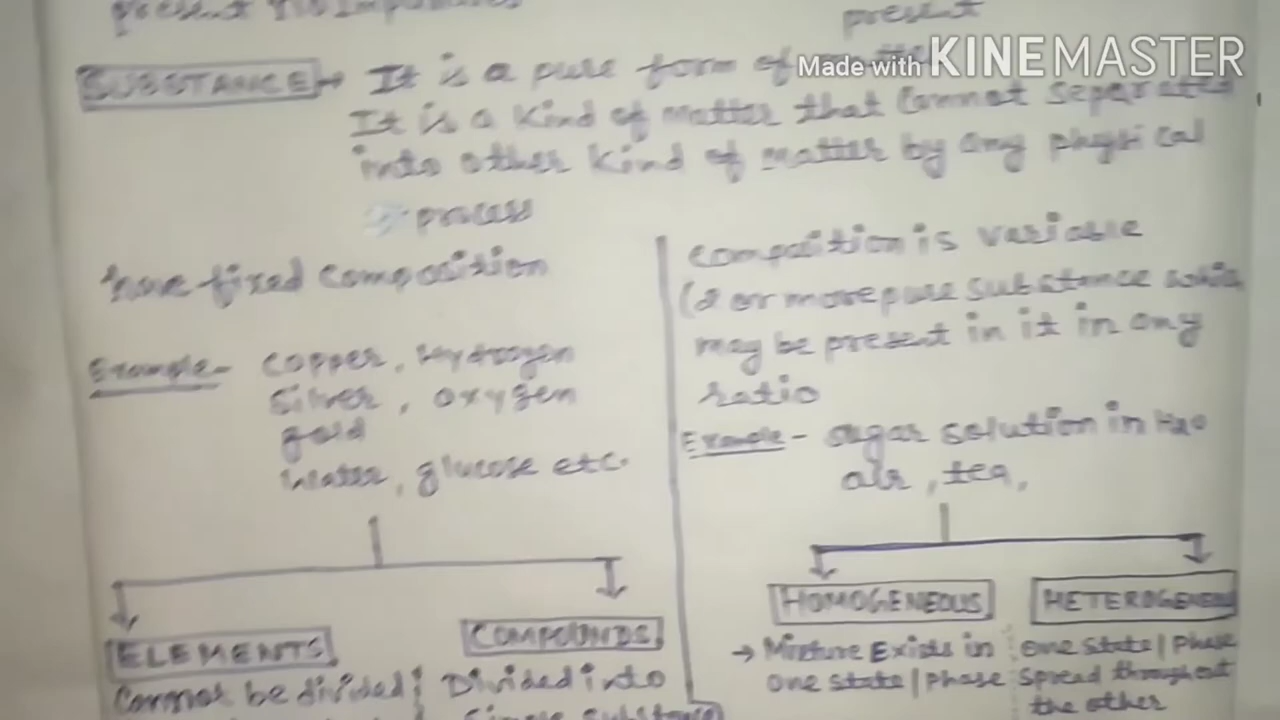 present
present
SUBSTANCE → It is a pure form of
Made with KINEMASTER
It is a kind of matter that cannot separated
into other kind of matter by any physical
process
have fixed composition
Example - Copper, Hydrogen
Silver, oxygen
gold
Water, glucose etc.
ELEMENTS
COMPOUNDS
Cannot be divided
Divided into
Simple substance
Composition is variable
(2 or more pure substance which
may be present in it in any
ratio
Example - sugar solution in H2O
air, tea,
HOMOGENEOUS
HETEROGENEOUS
→ Mixture Exists in
One State / Phase
One State / Phase
Spread throughout
the other